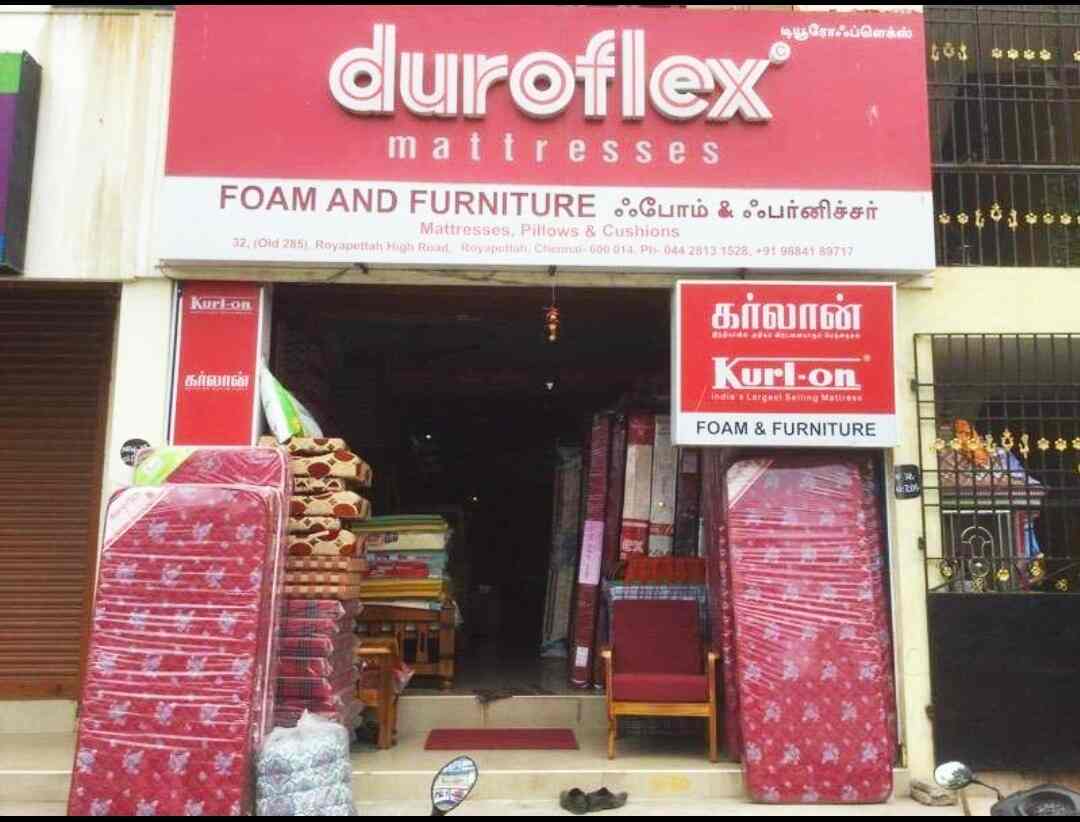 டியூரோஃப்ளெக்ஸ்
duroflex
mattresses
FOAM AND FURNITURE ஃபோம் & ஃபர்னிச்சர்
Mattresses, Pillows & Cushions
32, (Old 285), Royapettah High Road, Royapettah, Chennai- 600 014. Ph- 044 2813 1528, +91 98841 89717
Kurl-on
கர்லான்
கர்லான்
Kurl-on
India's Largest Selling Mattress
FOAM & FURNITURE